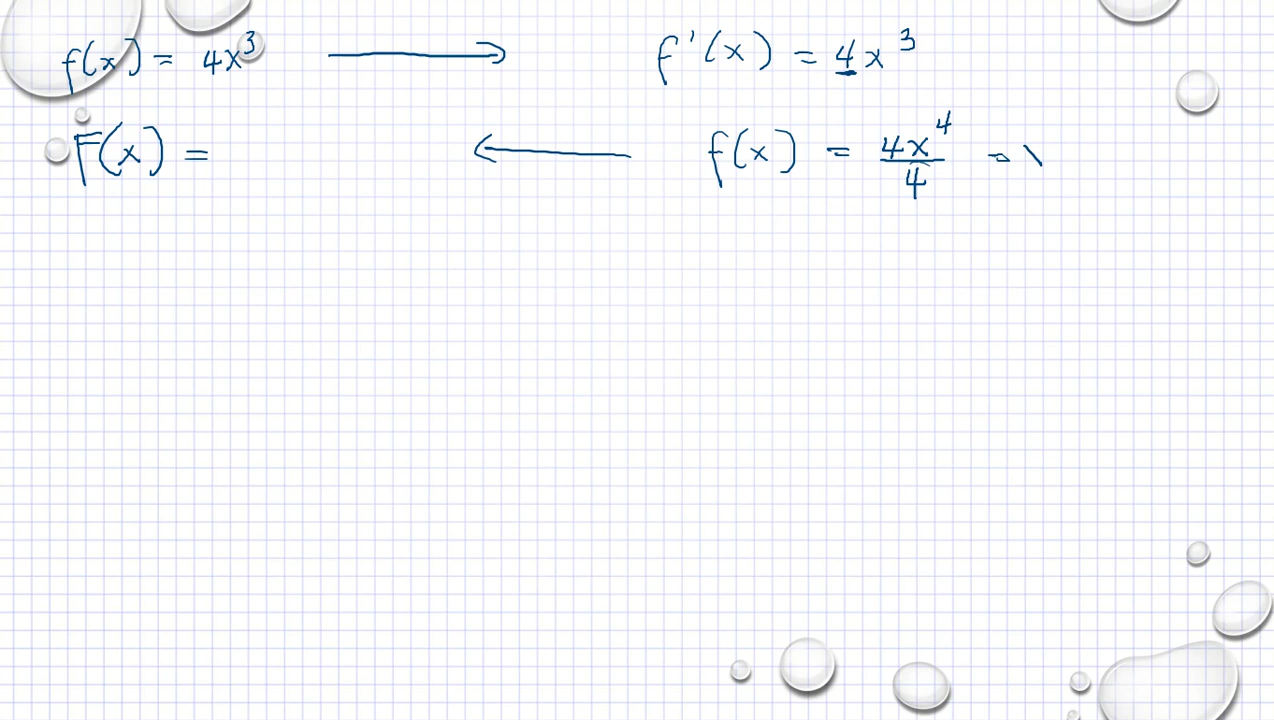 f(x) = 4x³ → f'(x) = 4x³
F(x) = ← f(x) = 4x⁴/4 =